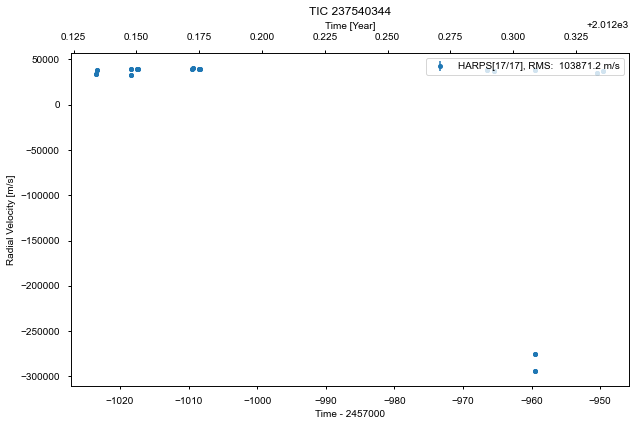 TIC 237540344
Time [Year]
+2.012e3
0.125 0.150 0.175 0.200 0.225 0.250 0.275 0.300 0.325
HARPS[17/17], RMS: 103871.2 m/s
50000
0
−50000
−100000
−150000
−200000
−250000
−300000
Radial Velocity [m/s]
−1020 −1010 −1000 −990 −980 −970 −960 −950
Time - 2457000